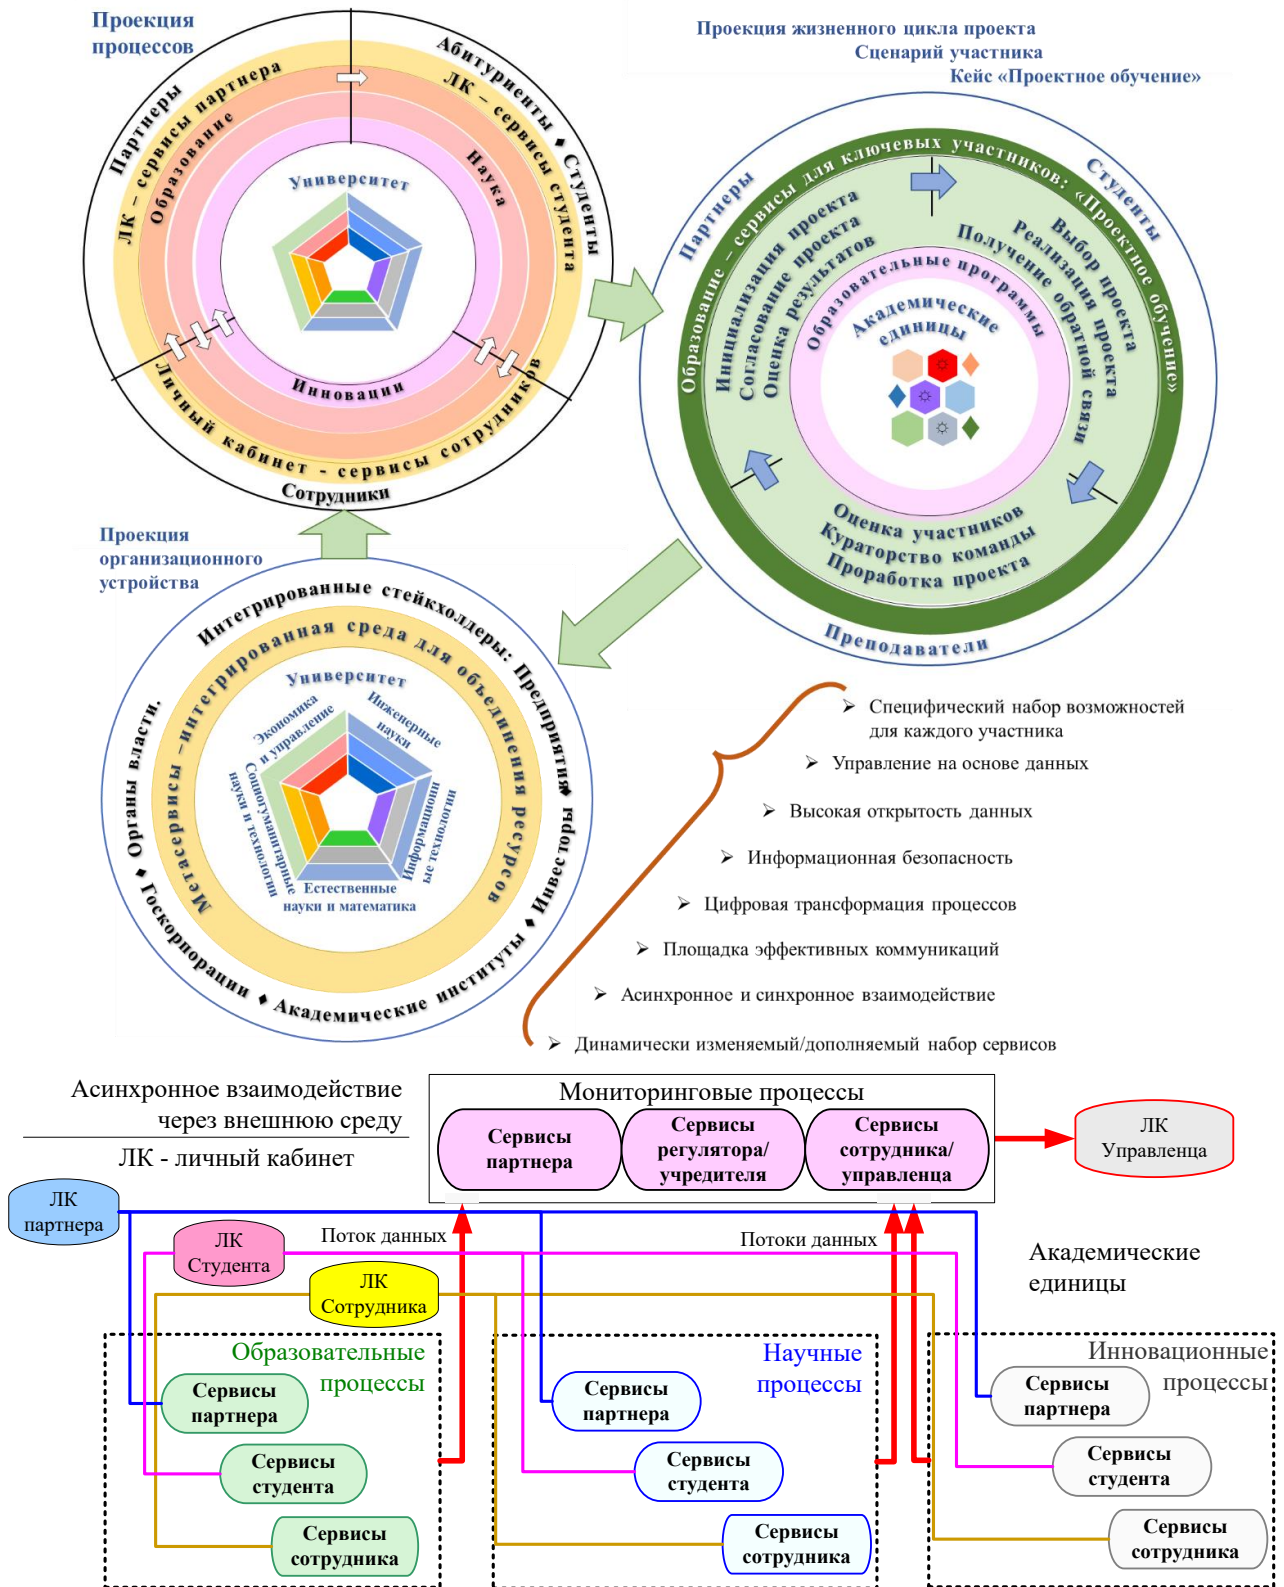 Проекция
процессов
Партнеры
Абитуриенты ♦ Студенты
Сотрудники
ЛК – сервисы партнера
ЛК – сервисы студента
Личный кабинет - сервисы сотрудников
Образование
Наука
Инновации
Университет
Проекция жизненного цикла проекта
Сценарий участника
Кейс «Проектное обучение»
Партнеры
Студенты
Преподаватели
Образование – сервисы для ключевых участников: «Проектное обучение»
Инициализация проекта
Согласование проекта
Оценка результатов
Выбор проекта
Реализация проекта
Получение обратной связи
Оценка участников
Кураторство команды
Проработка проекта
Образовательные программы
Академические
единицы
Проекция
организационного
устройства
Интегрированные стейкхолдеры: Предприятия ♦ Инвесторы ♦ Академические институты ♦ Госкорпорации ♦ Органы власти.
Метасервисы – интегрированная среда для объединения ресурсов
Университет
Экономика
и управление
Инженерные
науки
Социогуманитарные
науки и технологии
Информационн
ые технологии
Естественные
науки и математика
➢ Специфический набор возможностей
для каждого участника
➢ Управление на основе данных
➢ Высокая открытость данных
➢ Информационная безопасность
➢ Цифровая трансформация процессов
➢ Площадка эффективных коммуникаций
➢ Асинхронное и синхронное взаимодействие
➢ Динамически изменяемый/дополняемый набор сервисов
Асинхронное взаимодействие
через внешнюю среду
ЛК - личный кабинет
Мониторинговые процессы
Сервисы
партнера
Сервисы
регулятора/
учредителя
Сервисы
сотрудника/
управленца
ЛК
Управленца
ЛК
партнера
ЛК
Студента
ЛК
Сотрудника
Поток данных
Потоки данных
Академические
единицы
Образовательные
процессы
Сервисы
партнера
Сервисы
студента
Сервисы
сотрудника
Научные
процессы
Сервисы
партнера
Сервисы
студента
Сервисы
сотрудника
Инновационные
процессы
Сервисы
партнера
Сервисы
студента
Сервисы
сотрудника